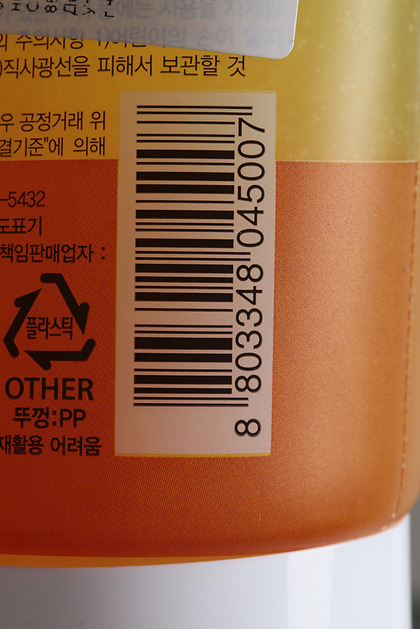 의 주의사항 1)어린이의 손이 닿지
)직사광선을 피해서 보관할 것
우 공정거래 위
결기준"에 의해
-5432
도표기
책임판매업자 :
플라스틱
OTHER
뚜껑:PP
재활용 어려움
8 803348 045007